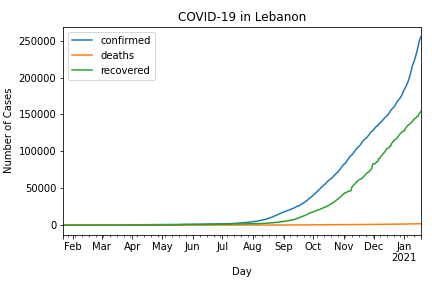 COVID-19 in Lebanon
confirmed
deaths
recovered
Number of Cases
250000
200000
150000
100000
50000
0
Feb Mar Apr May Jun Jul Aug Sep Oct Nov Dec Jan
2021
Day